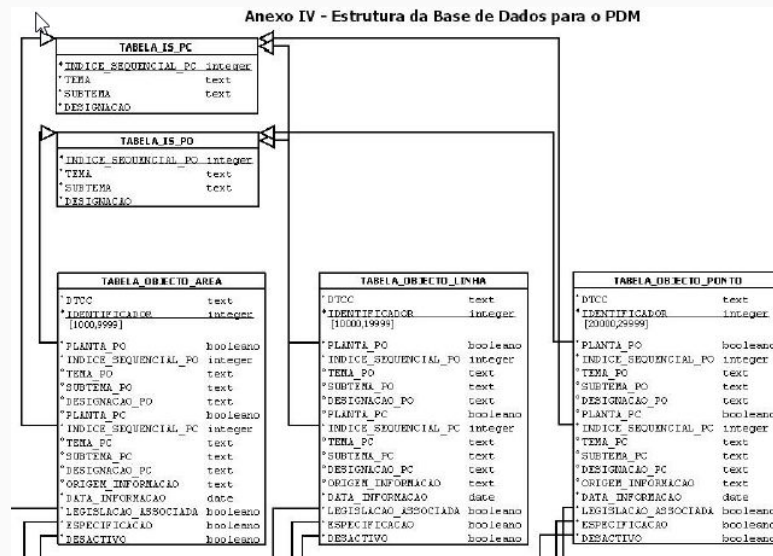 Anexo IV - Estrutura da Base de Dados para o PDM
TABELA_IS_PC
INDICE_SEQUENCIAL_PC integer
TEMA text
SUBTEMA text
DESIGNACAO
TABELA_IS_PO
INDICE_SEQUENCIAL_PO integer
TEMA text
SUBTEMA text
DESIGNACAO
TABELA_OBJECTO_AREA
DTCC text
IDENTIFICADOR integer
[1000,9999]
PLANTA_PO booleano
INDICE_SEQUENCIAL_PO integer
TEMA_PO text
SUBTEMA_PO text
DESIGNACAO_PO text
PLANTA_PC booleano
INDICE_SEQUENCIAL_PC integer
TEMA_PC text
SUBTEMA_PC text
DESIGNACAO_PC text
ORIGEM_INFORMACAO text
DATA_INFORMACAO date
LEGISLACAO_ASSOCIADA booleano
ESPECIFICACAO booleano
DESACTIVO booleano
TABELA_OBJECTO_LINHA
DTCC text
IDENTIFICADOR integer
[10000,19999]
PLANTA_PO booleano
INDICE_SEQUENCIAL_PO integer
TEMA_PO text
SUBTEMA_PO text
DESIGNACAO_PO text
PLANTA_PC booleano
INDICE_SEQUENCIAL_PC integer
TEMA_PC text
SUBTEMA_PC text
DESIGNACAO_PC text
ORIGEM_INFORMACAO text
DATA_INFORMACAO date
LEGISLACAO_ASSOCIADA booleano
ESPECIFICACAO booleano
DESACTIVO booleano
TABELA_OBJECTO_PONTO
DTCC text
IDENTIFICADOR integer
[20000,29999]
PLANTA_PO
INDICE_SEQUENCIAL_PO integer
TEMA_PO text
SUBTEMA_PO text
DESIGNACAO_PO text
PLANTA_PC
INDICE_SEQUENCIAL_PC integer
TEMA_PC text
SUBTEMA_PC text
DESIGNACAO_PC text
ORIGEM_INFORMACAO text
DATA_INFORMACAO date
LEGISLACAO_ASSOCIADA
ESPECIFICACAO
DESACTIVO